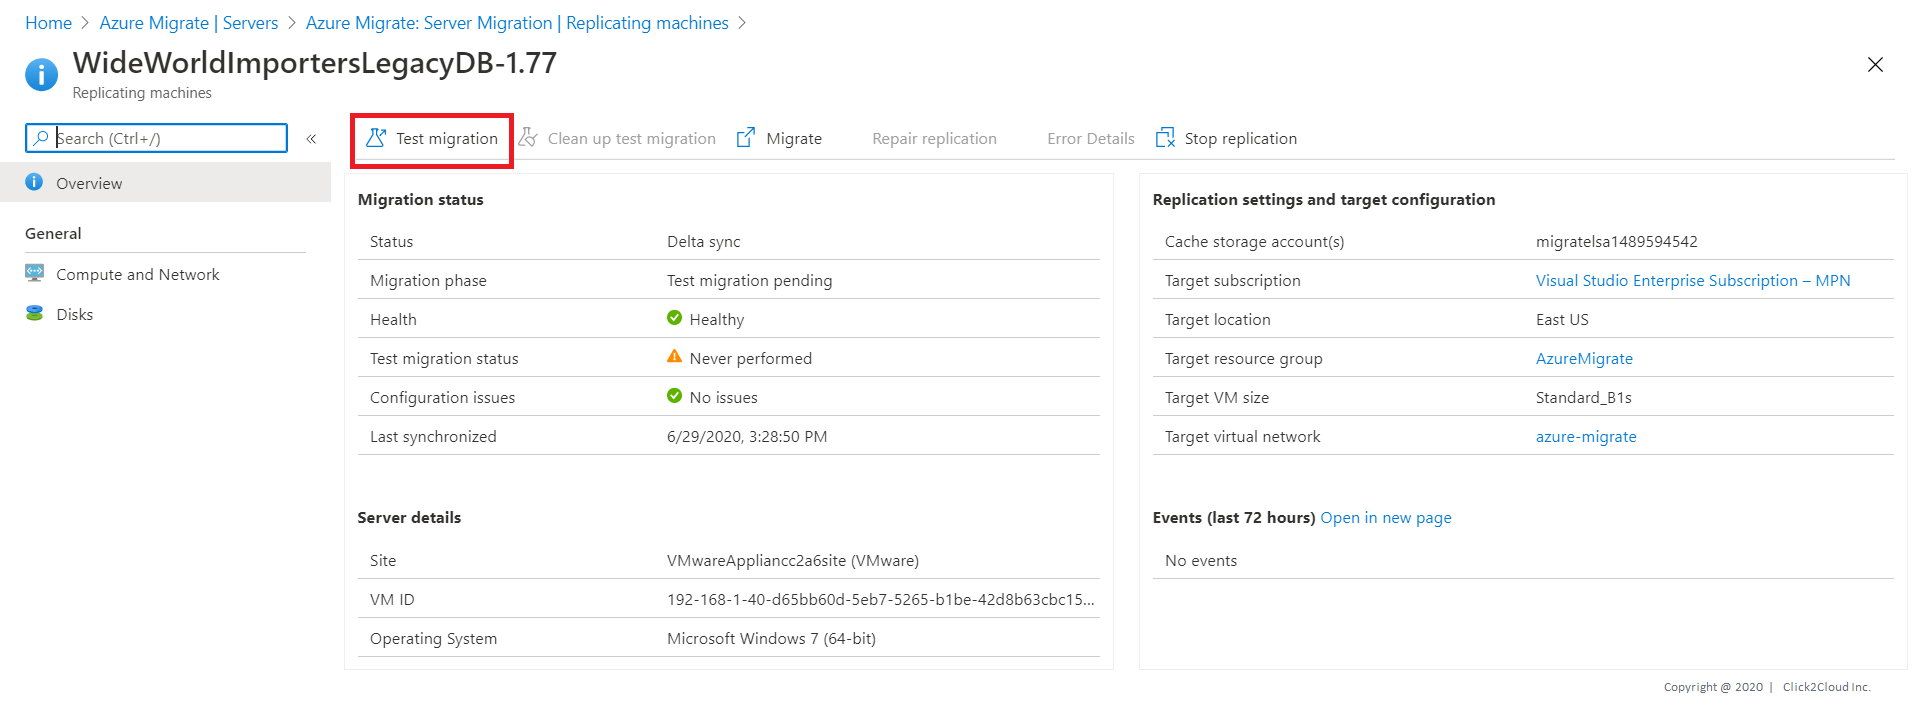 Home > Azure Migrate | Servers > Azure Migrate: Server Migration | Replicating machines >
WideWorldImportersLegacyDB-1.77
Replicating machines
Search (Ctrl+/)
«
Overview
General
Compute and Network
Disks
Test migration
Clean up test migration
Migrate
Repair replication
Error Details
Stop replication
Migration status
Status Delta sync
Migration phase Test migration pending
Health Healthy
Test migration status Never performed
Configuration issues No issues
Last synchronized 6/29/2020, 3:28:50 PM
Server details
Site VMwareAppliancc2a6site (VMware)
VM ID 192-168-1-40-d65bb60d-5eb7-5265-b1be-42d8b63cbc15...
Operating System Microsoft Windows 7 (64-bit)
Replication settings and target configuration
Cache storage account(s) migratelsa1489594542
Target subscription Visual Studio Enterprise Subscription – MPN
Target location East US
Target resource group AzureMigrate
Target VM size Standard_B1s
Target virtual network azure-migrate
Events (last 72 hours) Open in new page
No events
Copyright @ 2020 | Click2Cloud Inc.